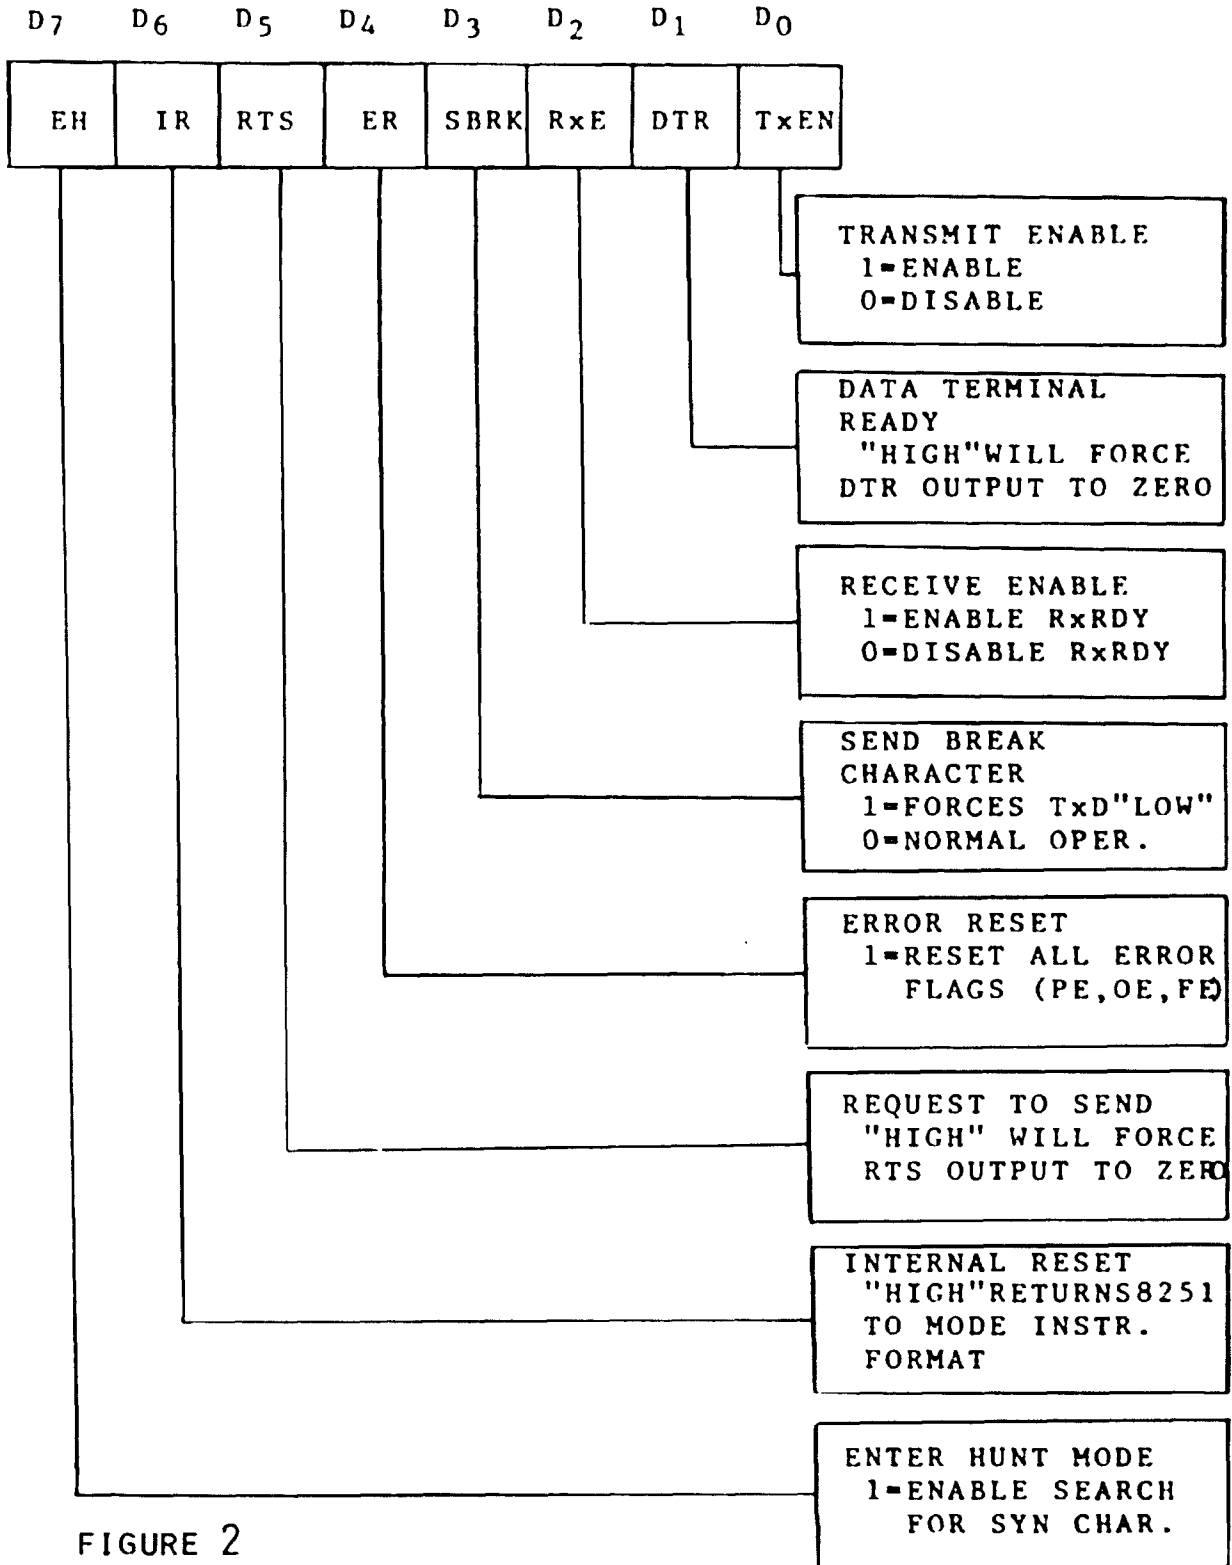 D7 D6 D5 D4 D3 D2 D1 D0
EH IR RTS ER SBRK RxE DTR TxEN
TRANSMIT ENABLE
1=ENABLE
0=DISABLE
DATA TERMINAL
READY
"HIGH"WILL FORCE
DTR OUTPUT TO ZERO
RECEIVE ENABLE
1=ENABLE RxRDY
0=DISABLE RxRDY
SEND BREAK
CHARACTER
1=FORCES TxD"LOW"
0=NORMAL OPER.
ERROR RESET
1=RESET ALL ERROR
FLAGS (PE,OE,FE)
REQUEST TO SEND
"HIGH" WILL FORCE
RTS OUTPUT TO ZERO
INTERNAL RESET
"HIGH"RETURNS8251
TO MODE INSTR.
FORMAT
ENTER HUNT MODE
1=ENABLE SEARCH
FOR SYN CHAR.
FIGURE 2